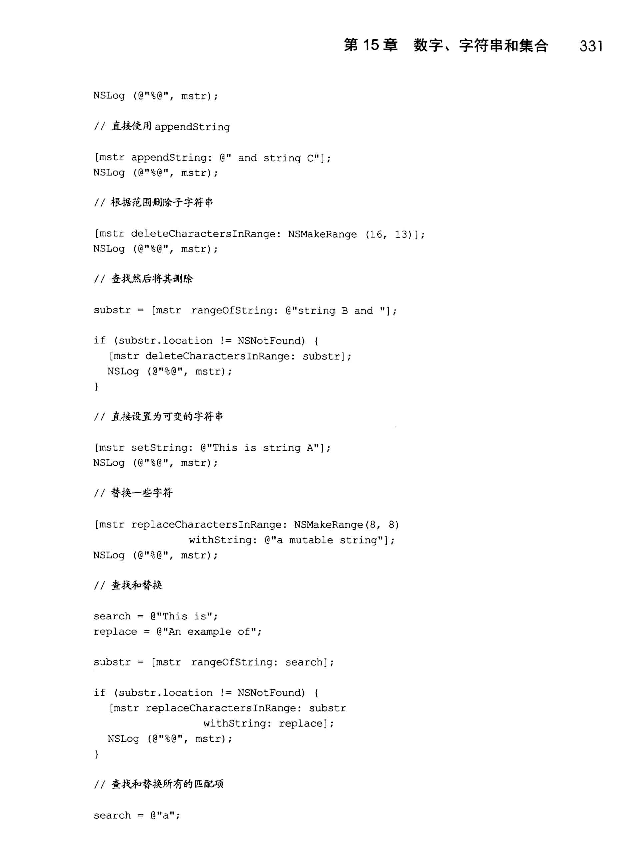 第 15 章 数字、字符串和集合 331
NSLog (@"%@", mstr);
// 直接使用 appendString
[mstr appendString: @" and string C"];
NSLog (@"%@", mstr);
// 根据范围删除子字符串
[mstr deleteCharactersInRange: NSMakeRange (16, 13)];
NSLog (@"%@", mstr);
// 查找然后将其删除
substr = [mstr rangeOfString: @"string B and "];
if (substr.location != NSNotFound) {
[mstr deleteCharactersInRange: substr];
NSLog (@"%@", mstr);
}
// 直接设置为可变的字符串
[mstr setString: @"This is string A"];
NSLog (@"%@", mstr);
// 替换一些字符
[mstr replaceCharactersInRange: NSMakeRange(8, 8)
withString: @"a mutable string"];
NSLog (@"%@", mstr);
// 查找和替换
search = @"This is";
replace = @"An example of";
substr = [mstr rangeOfString: search];
if (substr.location != NSNotFound) {
[mstr replaceCharactersInRange: substr
withString: replace];
NSLog (@"%@", mstr);
}
// 查找和替换所有的匹配项
search = @"a";